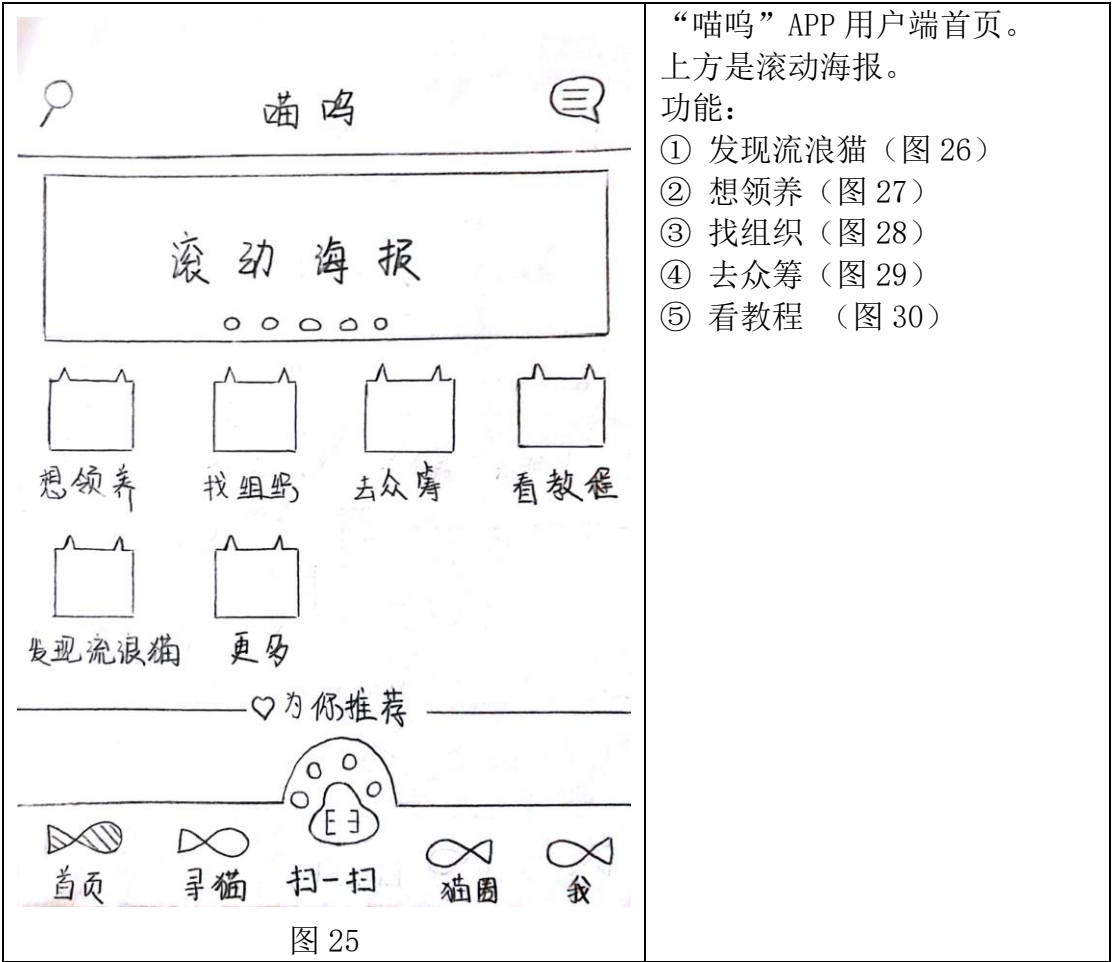 喵呜
滚动海报
想领养 找组织 去众筹 看教程
发现流浪猫 更多
为你推荐
首页 寻猫 扫一扫 猫圈 我
图 25
“喵呜”APP 用户端首页。
上方是滚动海报。
功能：
① 发现流浪猫（图 26）
② 想领养（图 27）
③ 找组织（图 28）
④ 去众筹（图 29）
⑤ 看教程 （图 30）